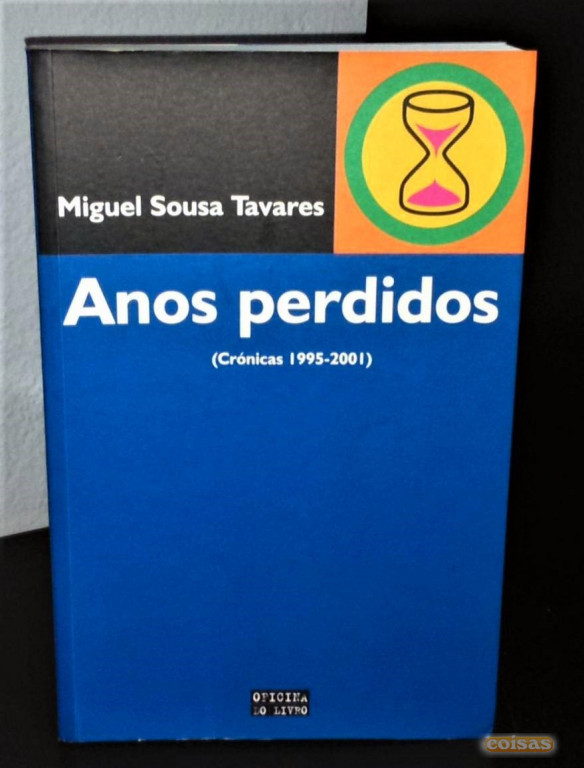 Miguel Sousa Tavares
Anos perdidos
(Crónicas 1995-2001)
OFICINA
DO LIVRO
coisas